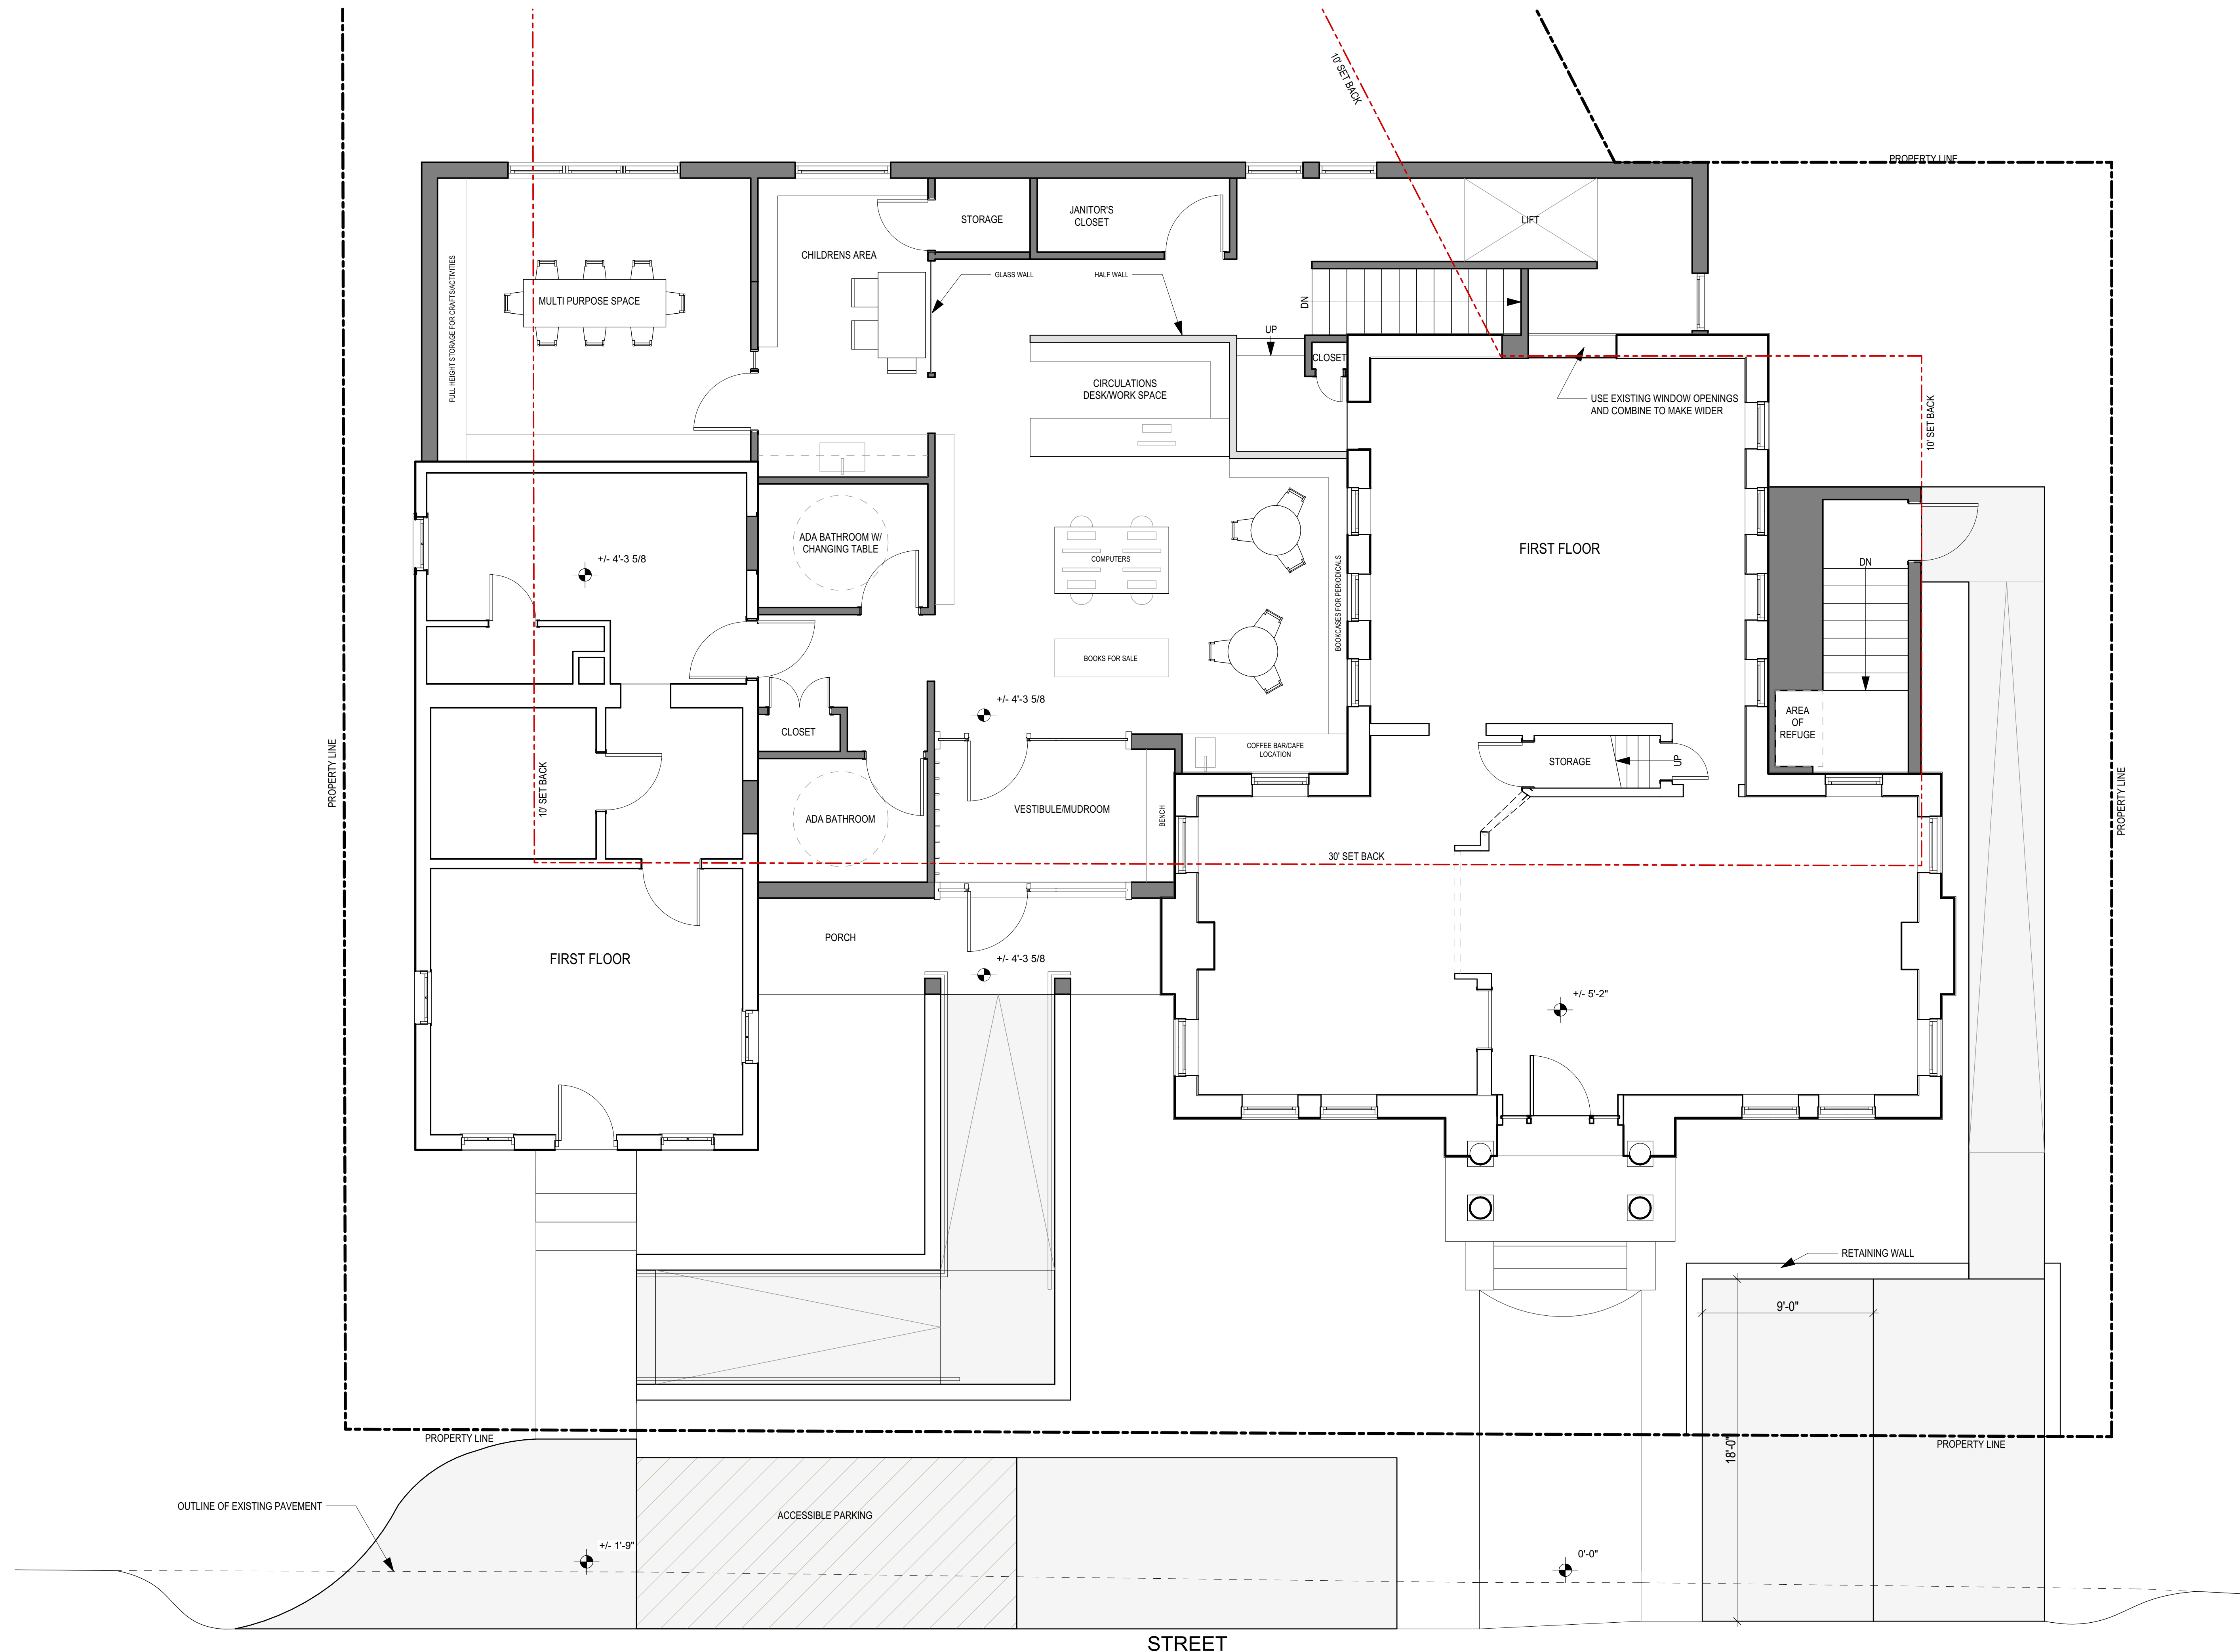 10' SET BACK
PROPERTY LINE
STORAGE
JANITOR'S
CLOSET
LIFT
CHILDRENS AREA
FULL HEIGHT STORAGE FOR CRAFTS/ACTIVITIES
GLASS WALL
HALF WALL
MULTI PURPOSE SPACE
DN
UP
CLOSET
CIRCULATIONS
DESK/WORK SPACE
USE EXISTING WINDOW OPENINGS
AND COMBINE TO MAKE WIDER
10' SET BACK
ADA BATHROOM W/
CHANGING TABLE
FIRST FLOOR
+/- 4'-3 5/8
COMPUTERS
DN
BOOKCASES FOR PERIODICALS
BOOKS FOR SALE
+/- 4'-3 5/8
AREA
OF
REFUGE
CLOSET
COFFEE BAR/CAFE
LOCATION
STORAGE
UP
PROPERTY LINE
10' SET BACK
VESTIBULE/MUDROOM
BENCH
ADA BATHROOM
PROPERTY LINE
30' SET BACK
PORCH
FIRST FLOOR
+/- 4'-3 5/8
+/- 5'-2"
RETAINING WALL
9'-0"
18'-0"
PROPERTY LINE
PROPERTY LINE
OUTLINE OF EXISTING PAVEMENT
ACCESSIBLE PARKING
+/- 1'-9"
0'-0"
STREET